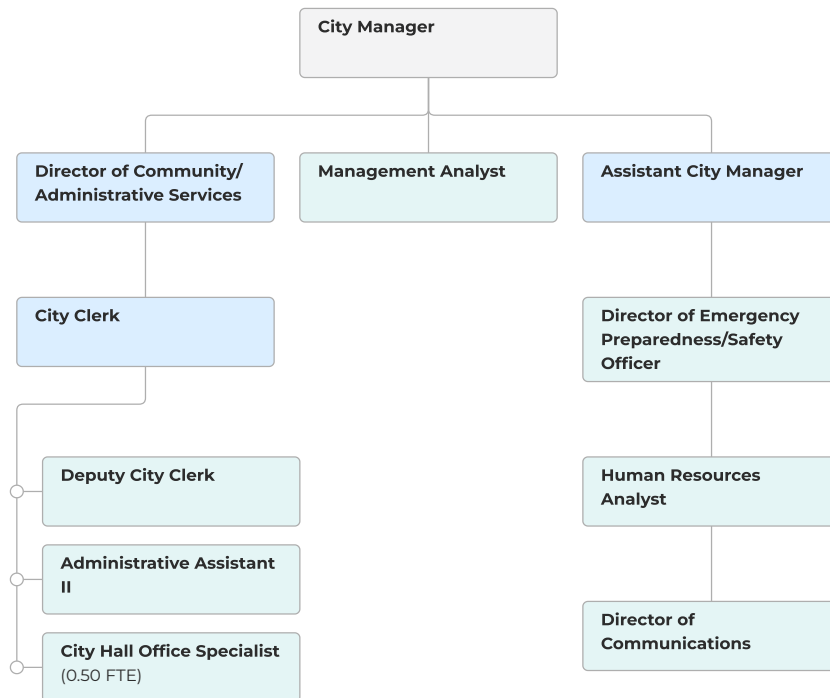 City Manager
Director of Community/
Administrative Services
Management Analyst
Assistant City Manager
City Clerk
Director of Emergency
Preparedness/Safety
Officer
Deputy City Clerk
Human Resources
Analyst
Administrative Assistant
II
Director of
Communications
City Hall Office Specialist
(0.50 FTE)